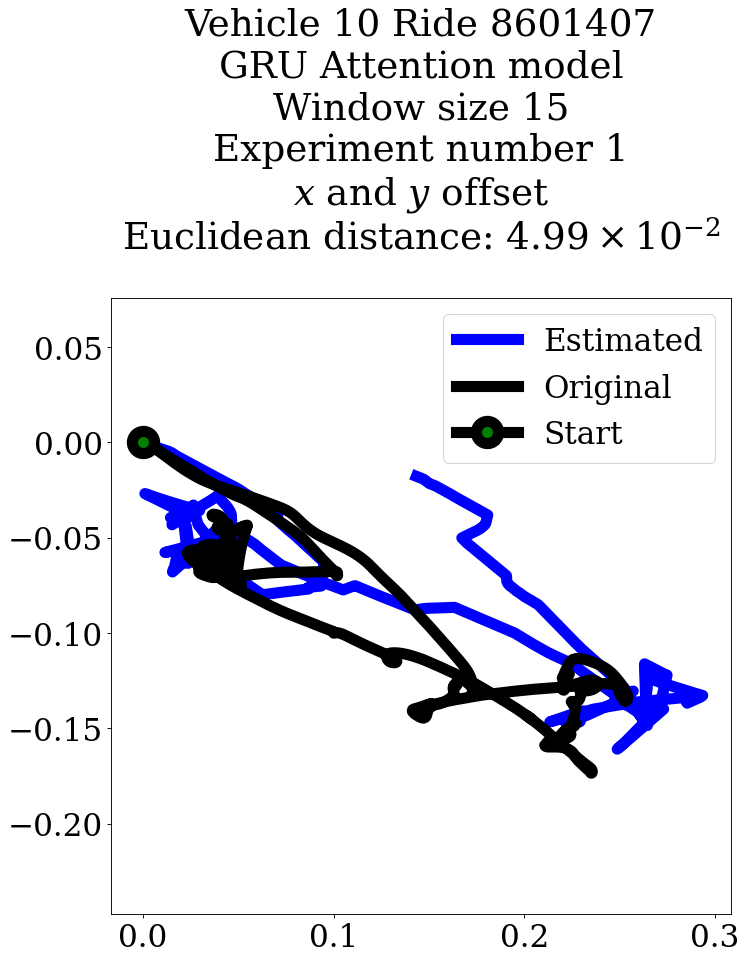 Vehicle 10 Ride 8601407
GRU Attention model
Window size 15
Experiment number 1
x and y offset
Euclidean distance: 4.99 × 10⁻²
Estimated
Original
Start
0.05
0.00
−0.05
−0.10
−0.15
−0.20
0.0 0.1 0.2 0.3